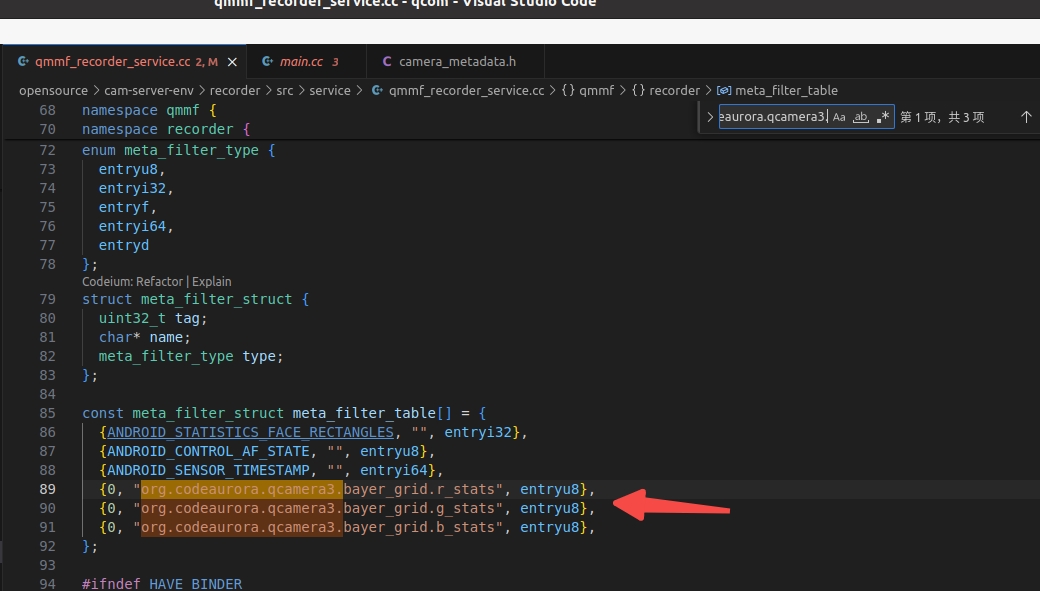 qmmf_recorder_service.cc - qcom - Visual Studio Code
qmmf_recorder_service.cc 2, M
main.cc 3
camera_metadata.h
opensource > cam-server-env > recorder > src > service > qmmf_recorder_service.cc > {} qmmf > {} recorder > meta_filter_table
eaurora.qcamera3. Aa ab .* 第 1 项，共 3 项
68 namespace qmmf {
70 namespace recorder {
72 enum meta_filter_type {
73 entryu8,
74 entryi32,
75 entryf,
76 entryi64,
77 entryd
78 };
Codeium: Refactor | Explain
79 struct meta_filter_struct {
80 uint32_t tag;
81 char* name;
82 meta_filter_type type;
83 };
84
85 const meta_filter_struct meta_filter_table[] = {
86 {ANDROID_STATISTICS_FACE_RECTANGLES, "", entryi32},
87 {ANDROID_CONTROL_AF_STATE, "", entryu8},
88 {ANDROID_SENSOR_TIMESTAMP, "", entryi64},
89 {0, "org.codeaurora.qcamera3.bayer_grid.r_stats", entryu8},
90 {0, "org.codeaurora.qcamera3.bayer_grid.g_stats", entryu8},
91 {0, "org.codeaurora.qcamera3.bayer_grid.b_stats", entryu8},
92 };
93
94 #ifndef HAVE_BINDER